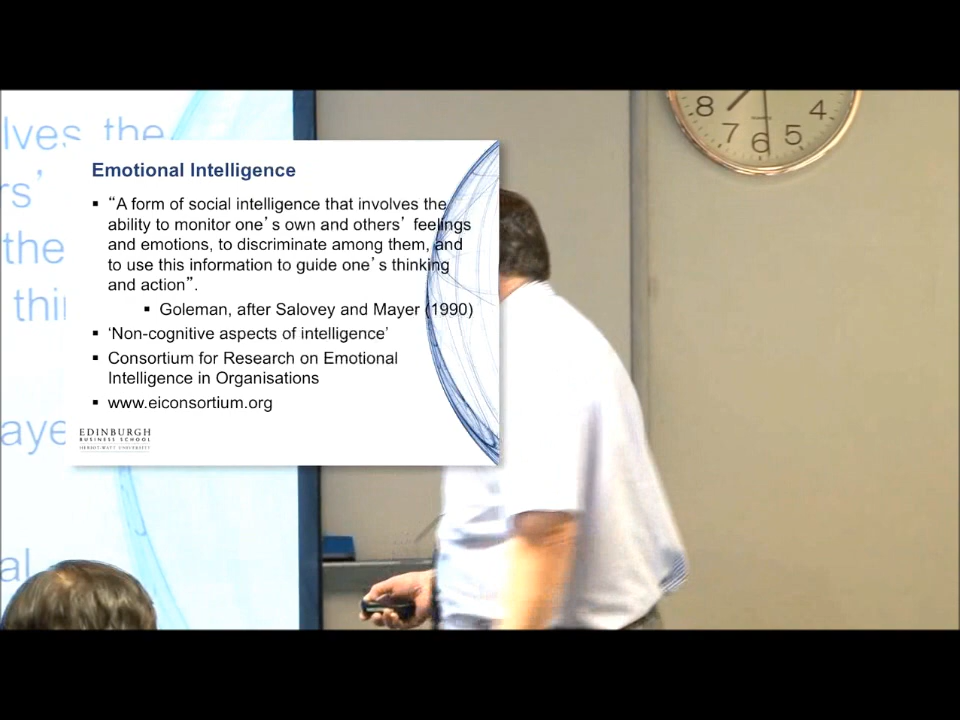 lves the
rs’
the
thi
aye
al
Emotional Intelligence
▪ “A form of social intelligence that involves the
ability to monitor one’s own and others’ feelings
and emotions, to discriminate among them, and
to use this information to guide one’s thinking
and action”.
▪ Goleman, after Salovey and Mayer (1990)
▪ ‘Non-cognitive aspects of intelligence’
▪ Consortium for Research on Emotional
Intelligence in Organisations
▪ www.eiconsortium.org
EDINBURGH
BUSINESS SCHOOL
HERIOT-WATT UNIVERSITY
8 4
7 6 5